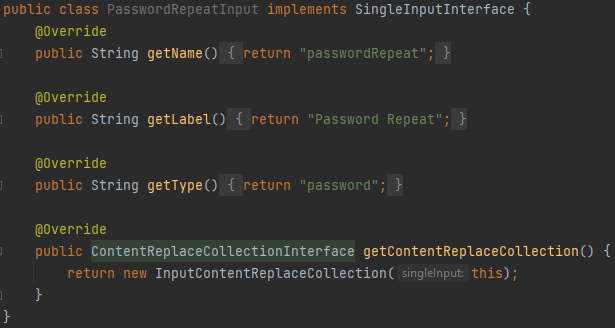 public class PasswordRepeatInput implements SingleInputInterface {
@Override
public String getName() { return "passwordRepeat"; }
@Override
public String getLabel() { return "Password Repeat"; }
@Override
public String getType() { return "password"; }
@Override
public ContentReplaceCollectionInterface getContentReplaceCollection() {
return new InputContentReplaceCollection( singleInput: this);
}
}